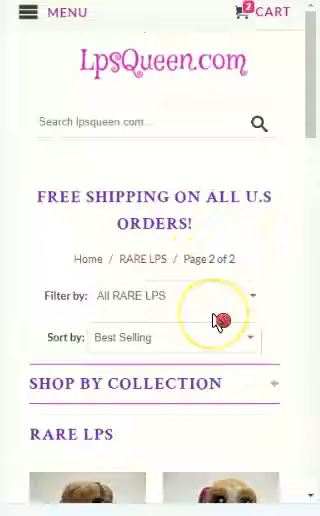 MENU
2
CART
LpsQueen.com
Search lpsqueen.com...
FREE SHIPPING ON ALL U.S
ORDERS!
Home / RARE LPS / Page 2 of 2
Filter by: All RARE LPS
Sort by: Best Selling
SHOP BY COLLECTION +
RARE LPS